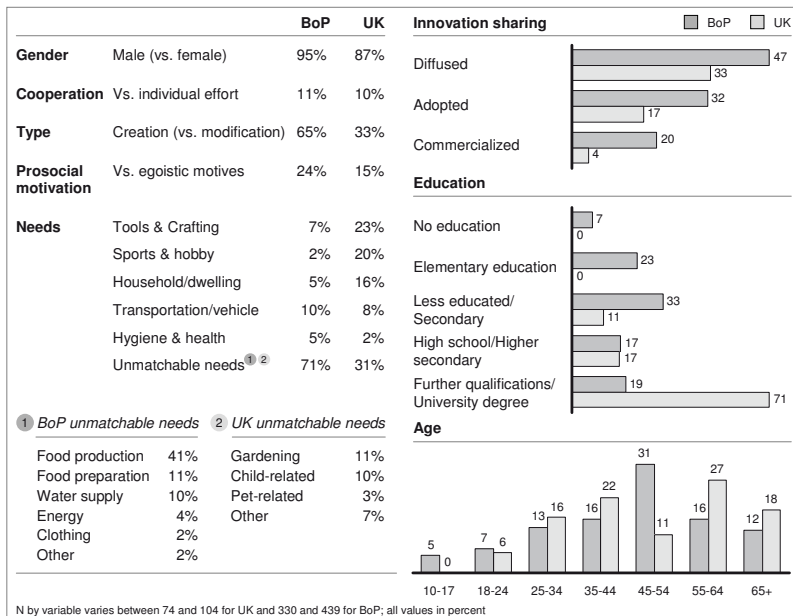 BoP UK
Gender Male (vs. female) 95% 87%
Cooperation Vs. individual effort 11% 10%
Type Creation (vs. modification) 65% 33%
Prosocial motivation Vs. egoistic motives 24% 15%
Needs Tools & Crafting 7% 23%
Sports & hobby 2% 20%
Household/dwelling 5% 16%
Transportation/vehicle 10% 8%
Hygiene & health 5% 2%
Unmatchable needs 1 2 71% 31%
1 BoP unmatchable needs
Food production 41%
Food preparation 11%
Water supply 10%
Energy 4%
Clothing 2%
Other 2%
2 UK unmatchable needs
Gardening 11%
Child-related 10%
Pet-related 3%
Other 7%
Innovation sharing BoP UK
Diffused 47
33
Adopted 32
17
Commercialized 20
4
Education
No education 7
0
Elementary education 23
0
Less educated/
Secondary 33
11
High school/Higher
secondary 17
17
Further qualifications/
University degree 19
71
Age
5 0 7 6 13 16 16 22 31 11 16 27 12 18
10-17 18-24 25-34 35-44 45-54 55-64 65+
N by variable varies between 74 and 104 for UK and 330 and 439 for BoP; all values in percent